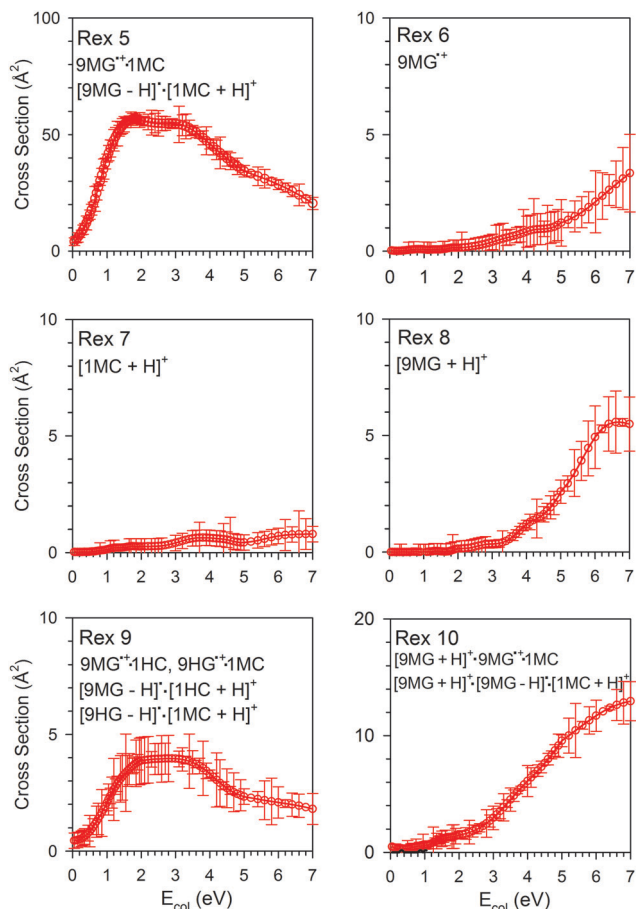 Rex 5
9MG•+·1MC
[9MG - H]•·[1MC + H]+
Cross Section (Å2)
100
50
0
0 1 2 3 4 5 6 7
Rex 6
9MG•+
10
5
0
0 1 2 3 4 5 6 7
Rex 7
[1MC + H]+
Cross Section (Å2)
10
5
0
0 1 2 3 4 5 6 7
Rex 8
[9MG + H]+
10
5
0
0 1 2 3 4 5 6 7
Rex 9
9MG•+·1HC, 9HG•+·1MC
[9MG - H]•·[1HC + H]+
[9HG - H]•·[1MC + H]+
Cross Section (Å2)
10
5
0
0 1 2 3 4 5 6 7
Ecol (eV)
Rex 10
[9MG + H]+·9MG•+·1MC
[9MG + H]+·[9MG - H]•·[1MC + H]+
20
10
0
0 1 2 3 4 5 6 7
Ecol (eV)